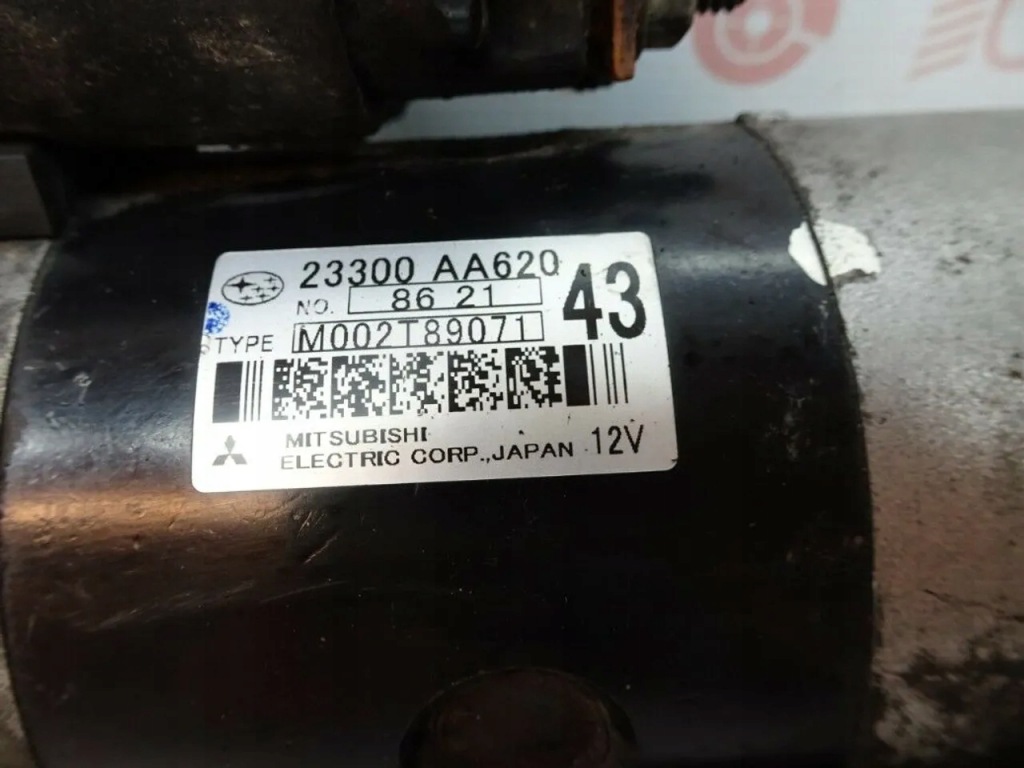 23300 AA620
NO. 86 21
43
TYPE M002T89071
MITSUBISHI
ELECTRIC CORP., JAPAN 12V